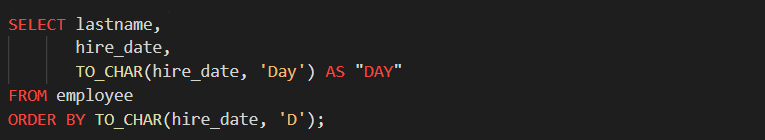 SELECT lastname,
       hire_date,
       TO_CHAR(hire_date, 'Day') AS "DAY"
FROM employee
ORDER BY TO_CHAR(hire_date, 'D');